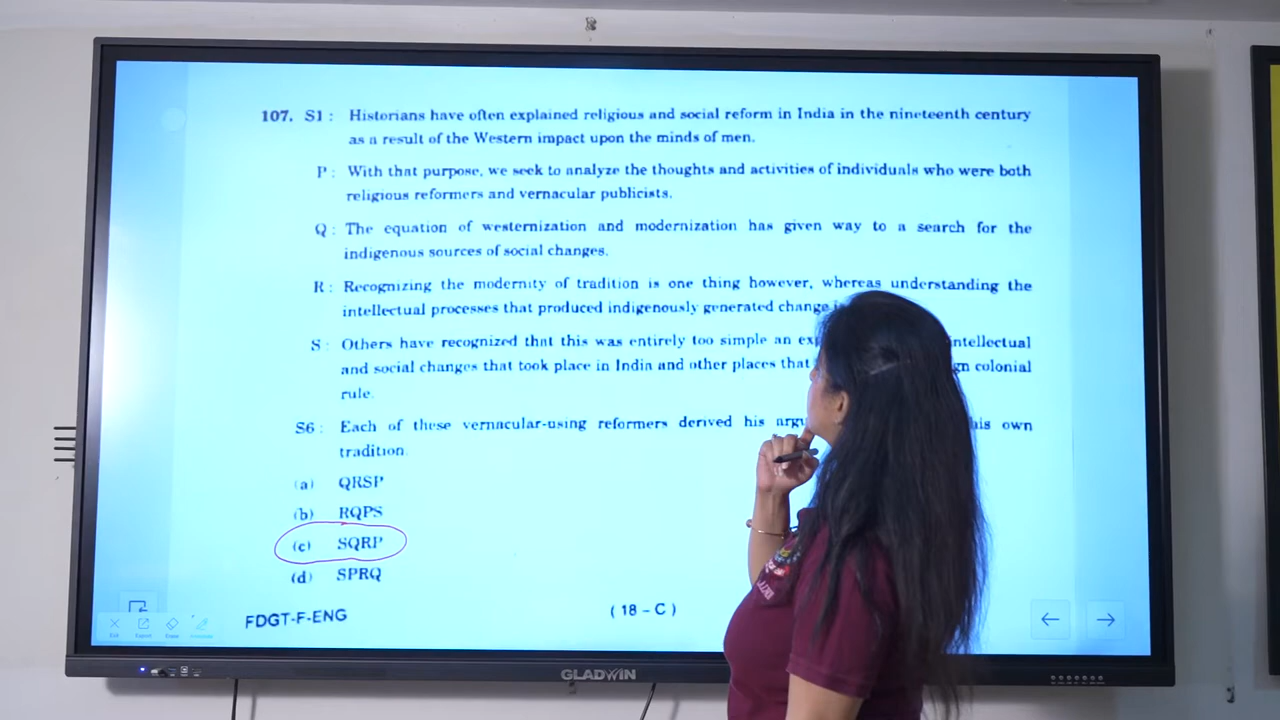 107. S1 : Historians have often explained religious and social reform in India in the nineteenth century
as a result of the Western impact upon the minds of men.
P : With that purpose, we seek to analyze the thoughts and activities of individuals who were both
religious reformers and vernacular publicists.
Q : The equation of westernization and modernization has given way to a search for the
indigenous sources of social changes.
R : Recognizing the modernity of tradition is one thing however, whereas understanding the
intellectual processes that produced indigenously generated change
S : Others have recognized that this was entirely too simple an intellectual
and social changes that took place in India and other places that colonial
rule.
S6 : Each of these vernacular-using reformers derived his own
tradition.
(a) QRSP
(b) RQPS
(c) SQRP
(d) SPRQ
FDGT-F-ENG
( 18 – C )
Exit Export Erase
GLADWIN